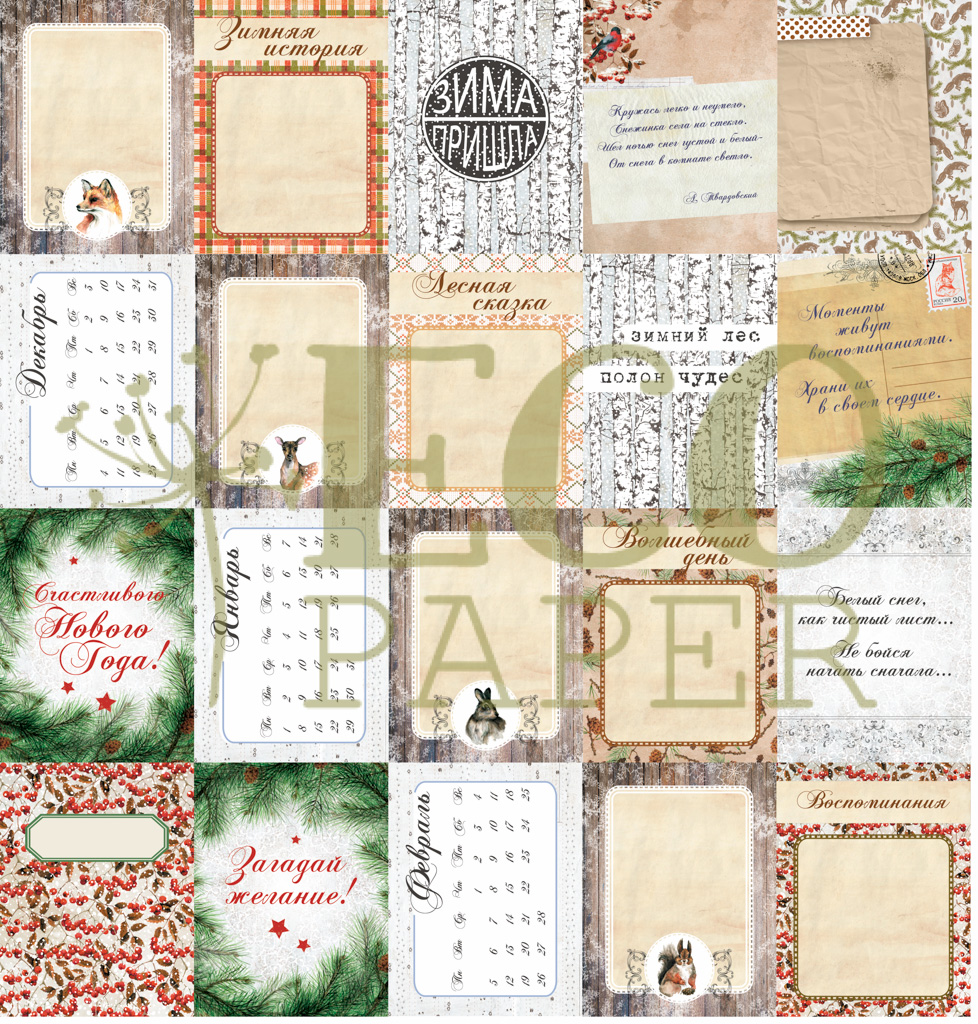 Зимняя
история
ЗИМА
ПРИШЛА
Кружась легко и неумело,
Снежинка села на стекло.
Шел ночью снег густой и белый-
От снега в комнате светло.
А. Твардовский
Декабрь
Пн Вт Ср Чт Пт Сб Вс
1 2 3
4 5 6 7 8 9 10
11 12 13 14 15 16 17
18 19 20 21 22 23 24
25 26 27 28 29 30 31
Лесная
сказка
зимний лес
полон чудес
РОССИЯ 20к
Моменты
живут
воспоминаниями.
Храни их
в своем сердце.
Счастливого
Нового
Года!
Январь
Пн Вт Ср Чт Пт Сб Вс
1 2 3 4 5 6 7
8 9 10 11 12 13 14
15 16 17 18 19 20 21
22 23 24 25 26 27 28
29 30 31
Волшебный
день
Белый снег,
как чистый лист...
Не бойся
начать сначала...
Загадай
желание!
Февраль
Пн Вт Ср Чт Пт Сб Вс
1 2 3 4
5 6 7 8 9 10 11
12 13 14 15 16 17 18
19 20 21 22 23 24 25
26 27 28
Воспоминания
ECO
PAPER